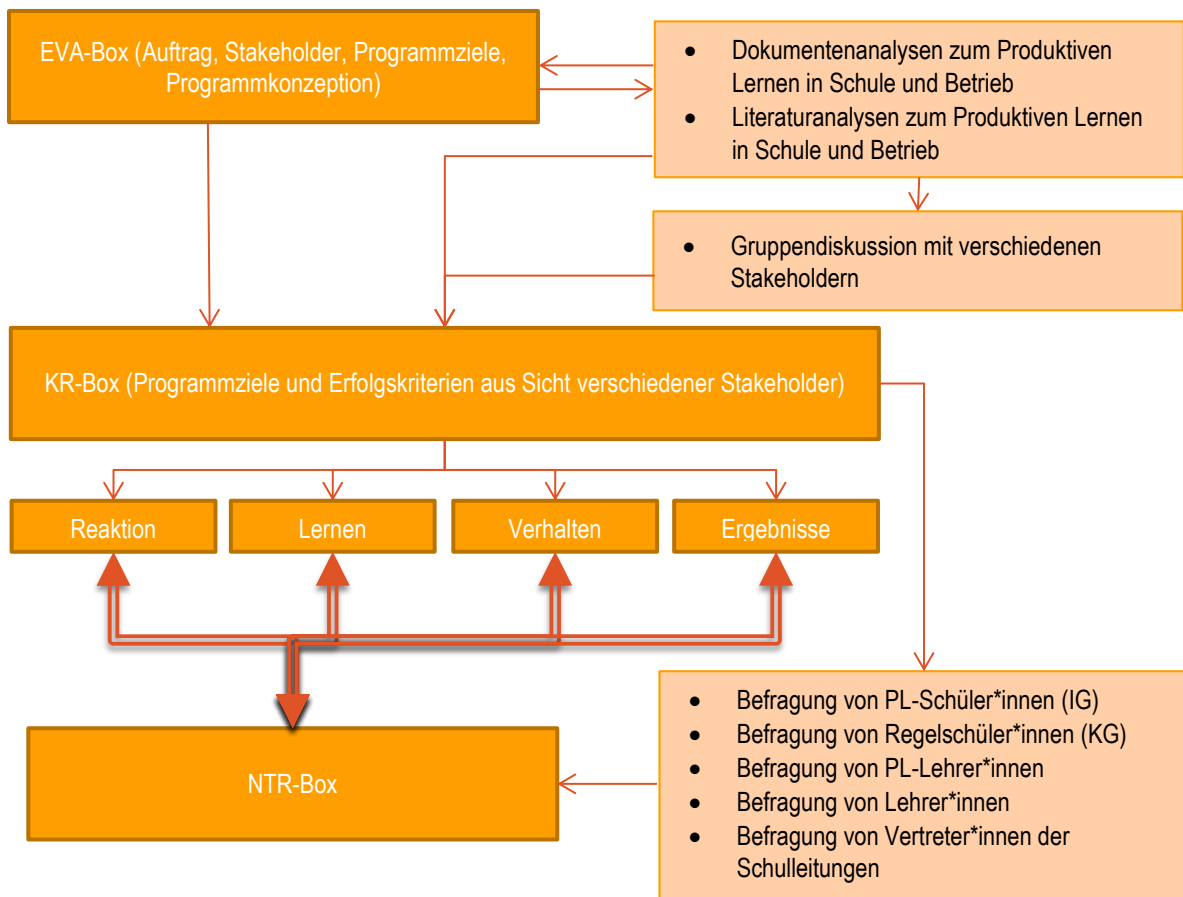 EVA-Box (Auftrag, Stakeholder, Programmziele,
Programmkonzeption)
• Dokumentenanalysen zum Produktiven
Lernen in Schule und Betrieb
• Literaturanalysen zum Produktiven Lernen
in Schule und Betrieb
• Gruppendiskussion mit verschiedenen
Stakeholdern
KR-Box (Programmziele und Erfolgskriterien aus Sicht verschiedener Stakeholder)
Reaktion
Lernen
Verhalten
Ergebnisse
NTR-Box
• Befragung von PL-Schüler*innen (IG)
• Befragung von Regelschüler*innen (KG)
• Befragung von PL-Lehrer*innen
• Befragung von Lehrer*innen
• Befragung von Vertreter*innen der
Schulleitungen